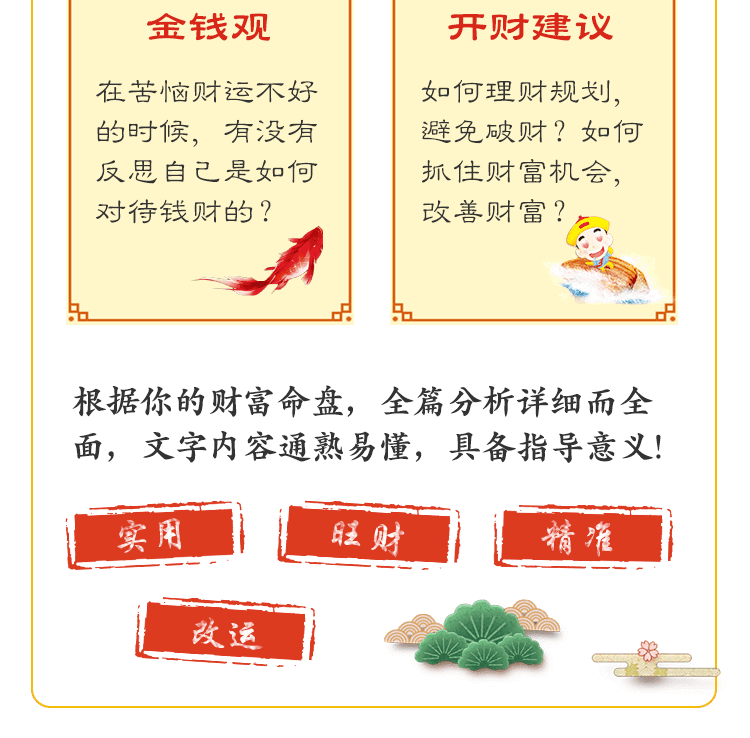 金钱观
在苦恼财运不好
的时候，有没有
反思自己是如何
对待钱财的？
开财建议
如何理财规划，
避免破财？如何
抓住财富机会，
改善财富？
根据你的财富命盘，全篇分析详细而全
面，文字内容通熟易懂，具备指导意义!
实用
旺财
精准
改运